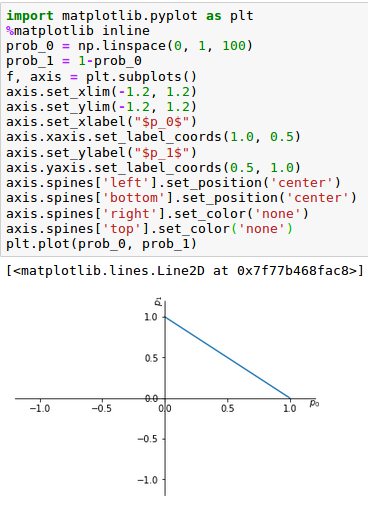 import matplotlib.pyplot as plt
%matplotlib inline
prob_0 = np.linspace(0, 1, 100)
prob_1 = 1-prob_0
f, axis = plt.subplots()
axis.set_xlim(-1.2, 1.2)
axis.set_ylim(-1.2, 1.2)
axis.set_xlabel("$p_0$")
axis.xaxis.set_label_coords(1.0, 0.5)
axis.set_ylabel("$p_1$")
axis.yaxis.set_label_coords(0.5, 1.0)
axis.spines['left'].set_position('center')
axis.spines['bottom'].set_position('center')
axis.spines['right'].set_color('none')
axis.spines['top'].set_color('none')
plt.plot(prob_0, prob_1)
[<matplotlib.lines.Line2D at 0x7f77b468fac8>]
p₁
1.0
0.5
0.0
p₀
−1.0 −0.5 0.0 0.5 1.0
−0.5
−1.0